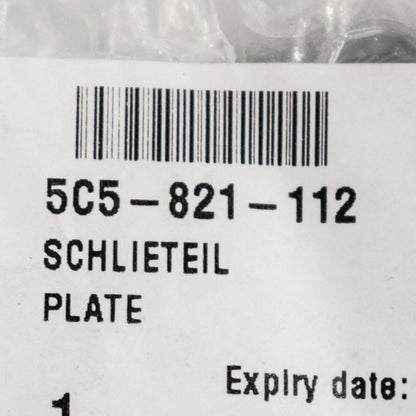 5C5-821-112
SCHLIETEIL
PLATE
Expiry date:
1